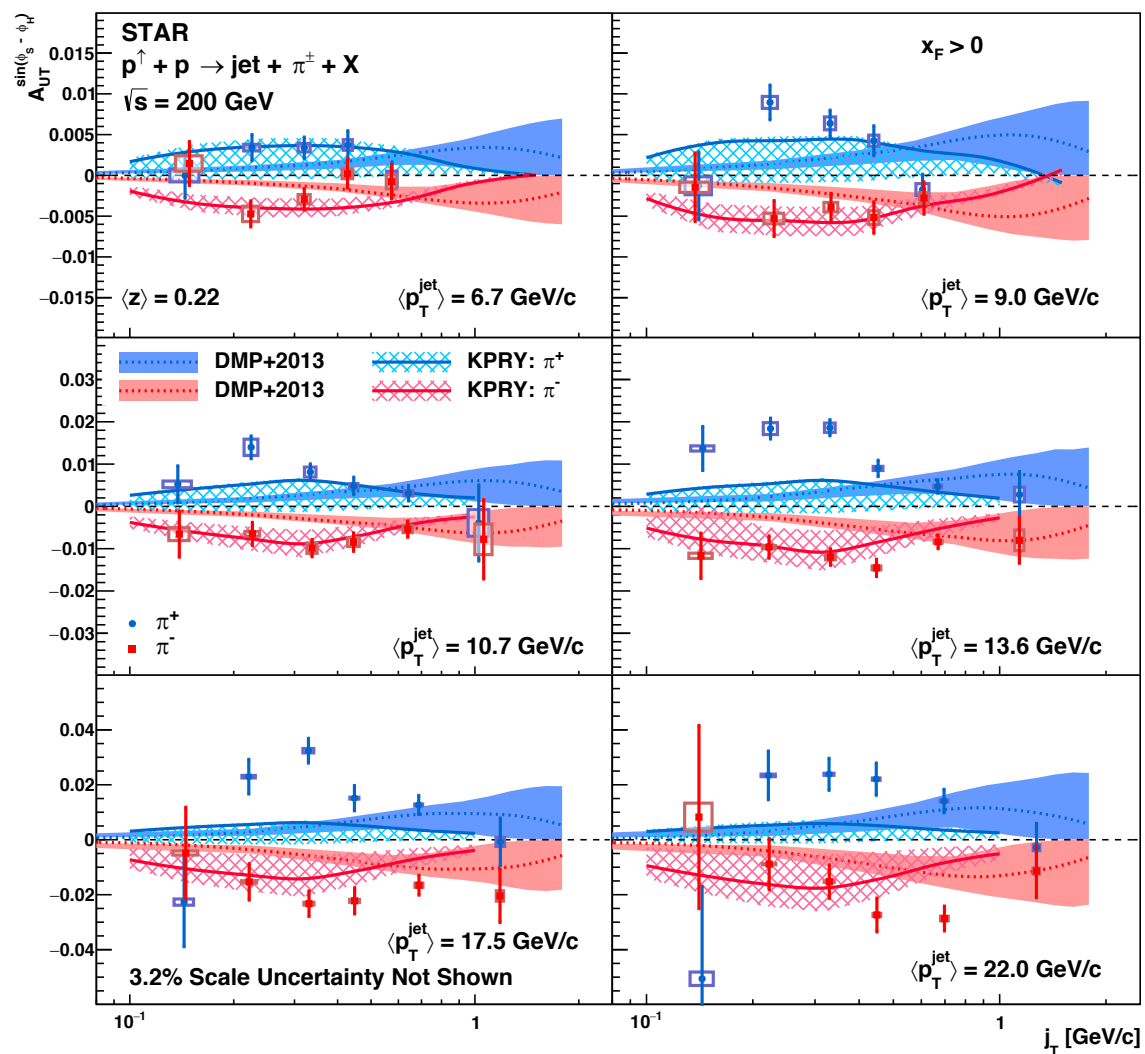 STAR
p↑ + p → jet + π± + X
√s = 200 GeV
x_F > 0
A_UT^sin(φ_S - φ_H)
0.015
0.010
0.005
0
−0.005
−0.01
−0.015
⟨z⟩ = 0.22
⟨p_T^jet⟩ = 6.7 GeV/c
⟨p_T^jet⟩ = 9.0 GeV/c
DMP+2013
KPRY: π+
DMP+2013
KPRY: π-
0.03
0.02
0.01
0
−0.01
−0.02
−0.03
π+
π-
⟨p_T^jet⟩ = 10.7 GeV/c
⟨p_T^jet⟩ = 13.6 GeV/c
0.04
0.02
0
−0.02
−0.04
⟨p_T^jet⟩ = 17.5 GeV/c
⟨p_T^jet⟩ = 22.0 GeV/c
3.2% Scale Uncertainty Not Shown
10⁻¹ 1 10⁻¹ 1
j_T [GeV/c]